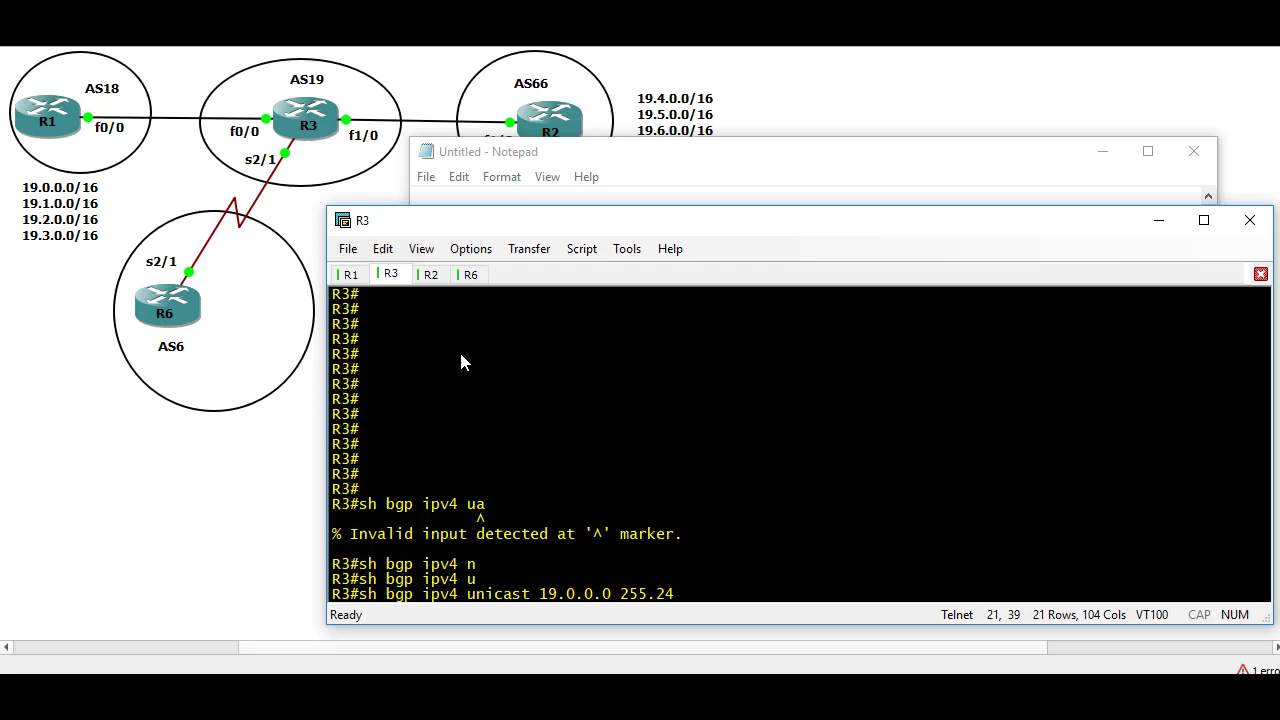 AS18
R1
f0/0
19.0.0.0/16
19.1.0.0/16
19.2.0.0/16
19.3.0.0/16
AS19
f0/0
R3
f1/0
s2/1
AS66
R2
19.4.0.0/16
19.5.0.0/16
19.6.0.0/16
s2/1
R6
AS6
Untitled - Notepad
File Edit Format View Help
R3
File Edit View Options Transfer Script Tools Help
R1 R3 R2 R6
R3#
R3#
R3#
R3#
R3#
R3#
R3#
R3#
R3#
R3#
R3#
R3#
R3#
R3#
R3#sh bgp ipv4 ua
^
% Invalid input detected at '^' marker.
R3#sh bgp ipv4 n
R3#sh bgp ipv4 u
R3#sh bgp ipv4 unicast 19.0.0.0 255.24
Ready Telnet 21, 39 21 Rows, 104 Cols VT100 CAP NUM
1 erro